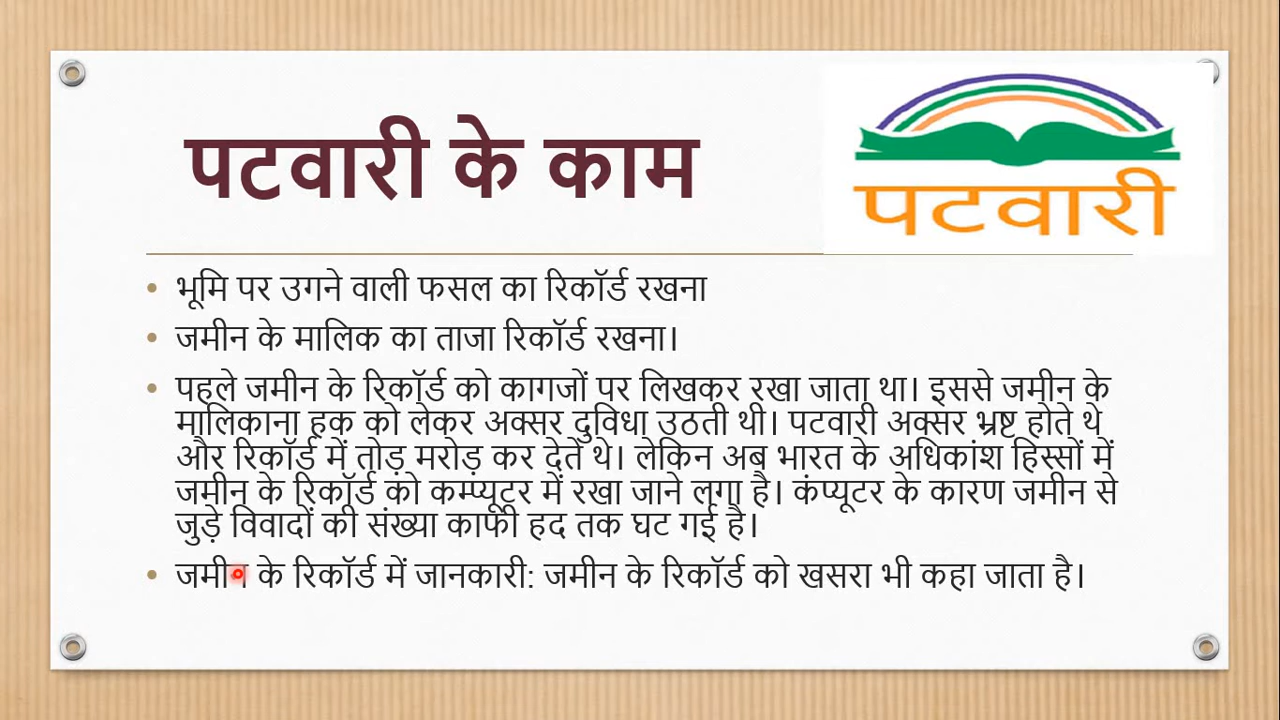 पटवारी के काम
पटवारी
भूमि पर उगने वाली फसल का रिकॉर्ड रखना
जमीन के मालिक का ताजा रिकॉर्ड रखना।
पहले जमीन के रिकॉर्ड को कागजों पर लिखकर रखा जाता था। इससे जमीन के
मालिकाना हक को लेकर अक्सर दुविधा उठती थी। पटवारी अक्सर भ्रष्ट होते थे
और रिकॉर्ड में तोड़ मरोड़ कर देते थे। लेकिन अब भारत के अधिकांश हिस्सों में
जमीन के रिकॉर्ड को कम्प्यूटर में रखा जाने लगा है। कंप्यूटर के कारण जमीन से
जुड़े विवादों की संख्या काफी हद तक घट गई है।
जमीन के रिकॉर्ड में जानकारी: जमीन के रिकॉर्ड को खसरा भी कहा जाता है।